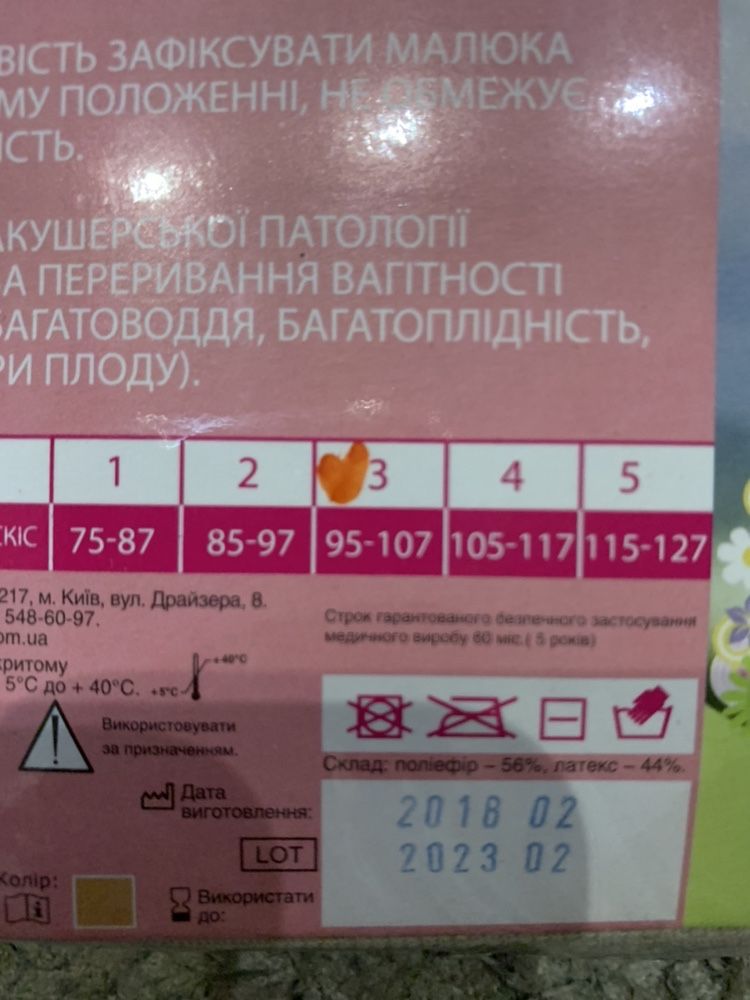 ВІСТЬ ЗАФІКСУВАТИ МАЛЮКА
МУ ПОЛОЖЕННІ, НЕ ОБМЕЖУЄ
ІСТЬ.
АКУШЕРСЬКОЇ ПАТОЛОГІЇ
А ПЕРЕРИВАННЯ ВАГІТНОСТІ
БАГАТОВОДДЯ, БАГАТОПЛІДНІСТЬ,
РИ ПЛОДУ).
1 2 3 4 5
СКІС 75-87 85-97 95-107 105-117 115-127
217, м. Київ, вул. Драйзера, 8.
548-60-97.
om.ua
критому
5°C до + 40°C. +5°C +40°C
Використовувати
за призначенням.
Строк гарантованого безпечного застосування
медичного виробу 60 міс.( 5 років)
Склад: поліефір – 56%, латекс – 44%.
Дата
виготовлення:
2018 02
LOT
2023 02
Колір:
Використати
до: